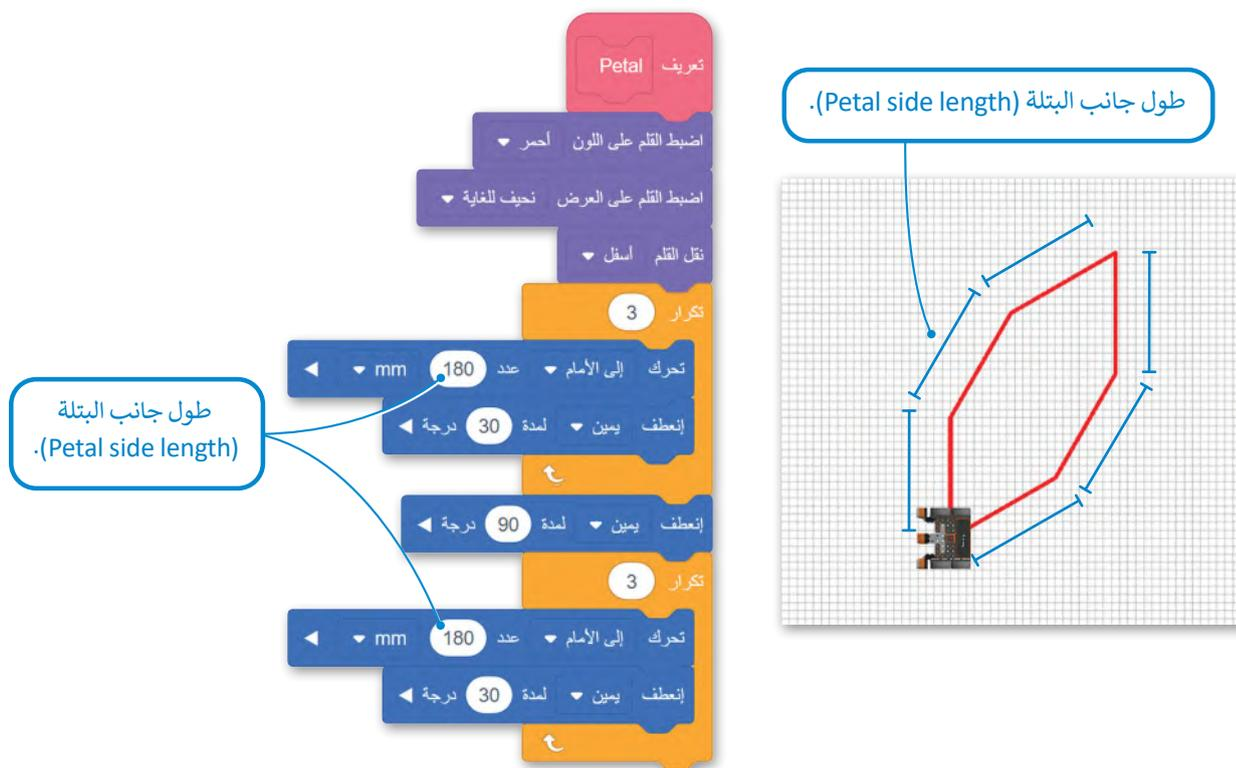 تعريف Petal
اضبط القلم على اللون أحمر
اضبط القلم على العرض نحيف للغاية
نقل القلم أسفل
تكرار 3
تحرك إلى الأمام عدد 180 mm
إنعطف يمين لمدة 30 درجة
إنعطف يمين لمدة 90 درجة
تكرار 3
تحرك إلى الأمام عدد 180 mm
إنعطف يمين لمدة 30 درجة
طول جانب البتلة (Petal side length).
طول جانب البتلة
(Petal side length).